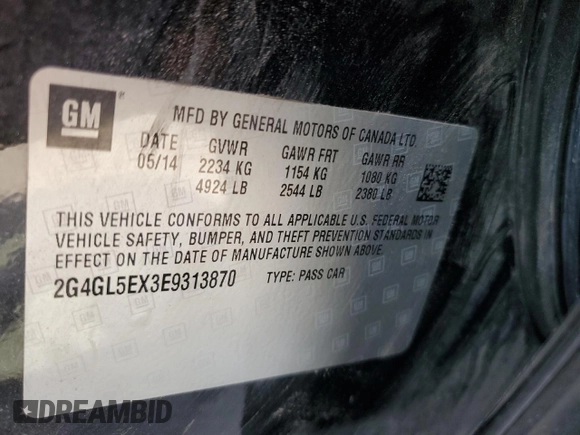 GM
MFD BY GENERAL MOTORS OF CANADA LTD.
DATE GVWR GAWR FRT GAWR RR
05/14 2234 KG 1154 KG 1080 KG
4924 LB 2544 LB 2380 LB
THIS VEHICLE CONFORMS TO ALL APPLICABLE U.S. FEDERAL MOTOR
VEHICLE SAFETY, BUMPER, AND THEFT PREVENTION STANDARDS IN
EFFECT ON THE DATE OF MANUFACTURE SHOWN ABOVE.
2G4GL5EX3E9313870 TYPE: PASS CAR
DREAMBID